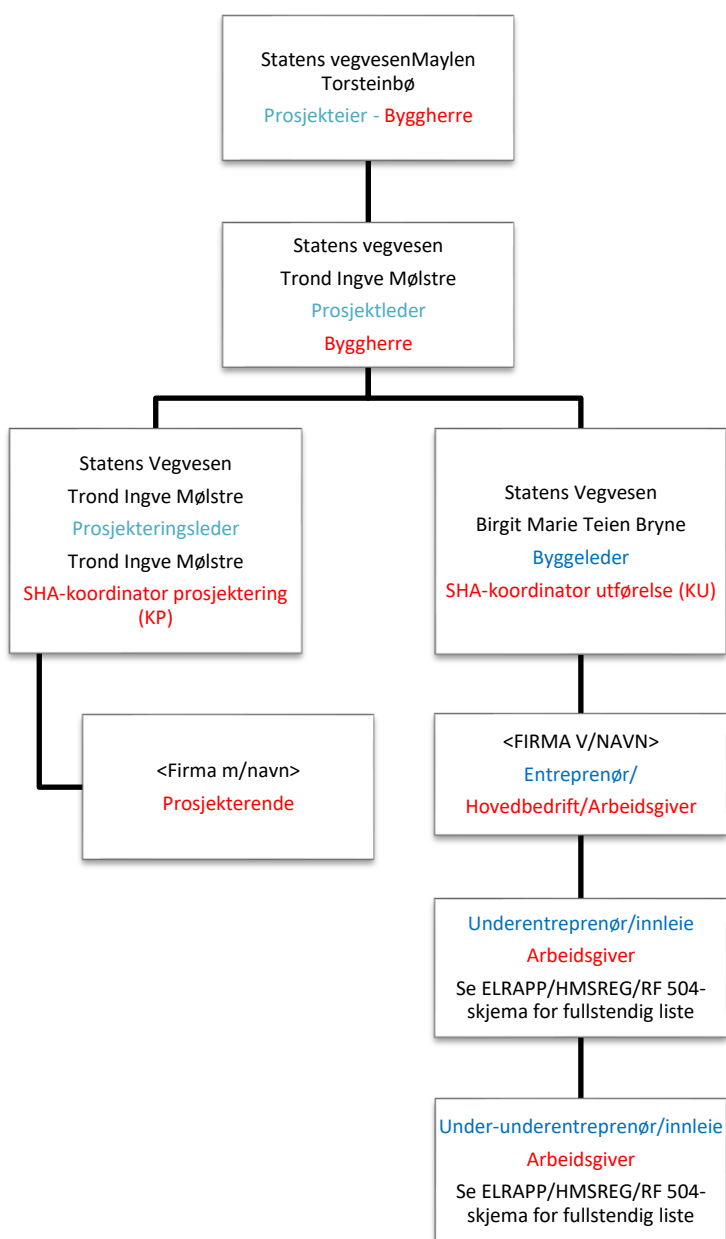 Statens vegvesenMaylen
Torsteinbø
Prosjekteier - Byggherre
Statens vegvesen
Trond Ingve Mølstre
Prosjektleder
Byggherre
Statens Vegvesen
Trond Ingve Mølstre
Prosjekteringsleder
Trond Ingve Mølstre
SHA-koordinator prosjektering
(KP)
Statens Vegvesen
Birgit Marie Teien Bryne
Byggeleder
SHA-koordinator utførelse (KU)
<Firma m/navn>
Prosjekterende
<FIRMA V/NAVN>
Entreprenør/
Hovedbedrift/Arbeidsgiver
Underentreprenør/innleie
Arbeidsgiver
Se ELRAPP/HMSREG/RF 504-
skjema for fullstendig liste
Under-underentreprenør/innleie
Arbeidsgiver
Se ELRAPP/HMSREG/RF 504-
skjema for fullstendig liste